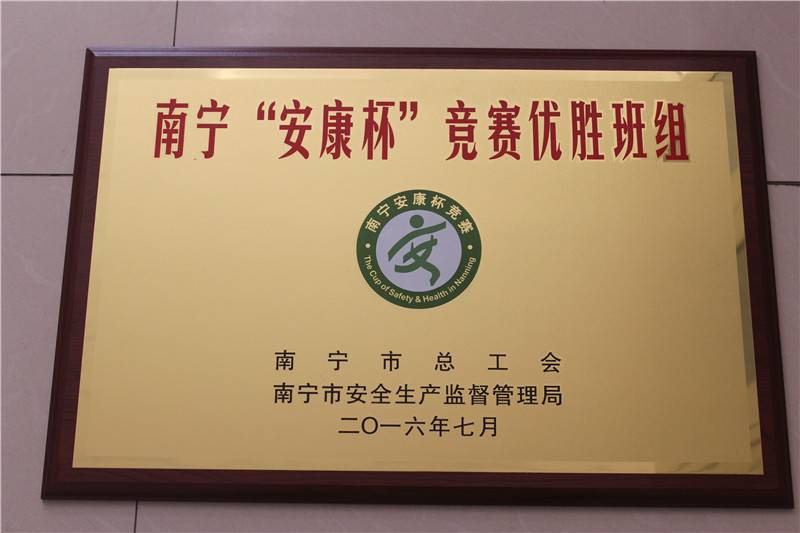 南宁“安康杯”竞赛优胜班组
南宁安康杯竞赛
安
The Cup of Safety & Health in Nanning
南宁市总工会
南宁市安全生产监督管理局
二〇一六年七月